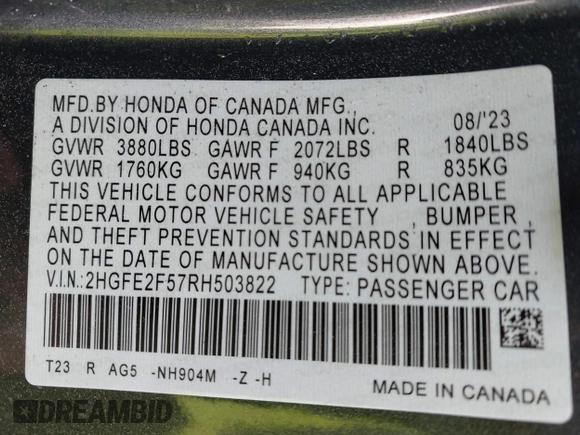 MFD.BY HONDA OF CANADA MFG.,
A DIVISION OF HONDA CANADA INC. 08/'23
GVWR 3880LBS GAWR F 2072LBS R 1840LBS
GVWR 1760KG GAWR F 940KG R 835KG
THIS VEHICLE CONFORMS TO ALL APPLICABLE
FEDERAL MOTOR VEHICLE SAFETY , BUMPER ,
AND THEFT PREVENTION STANDARDS IN EFFECT
ON THE DATE OF MANUFACTURE SHOWN ABOVE.
V.I.N.:2HGFE2F57RH503822 TYPE: PASSENGER CAR
T23 R AG5 -NH904M -Z -H
MADE IN CANADA
DREAMBID